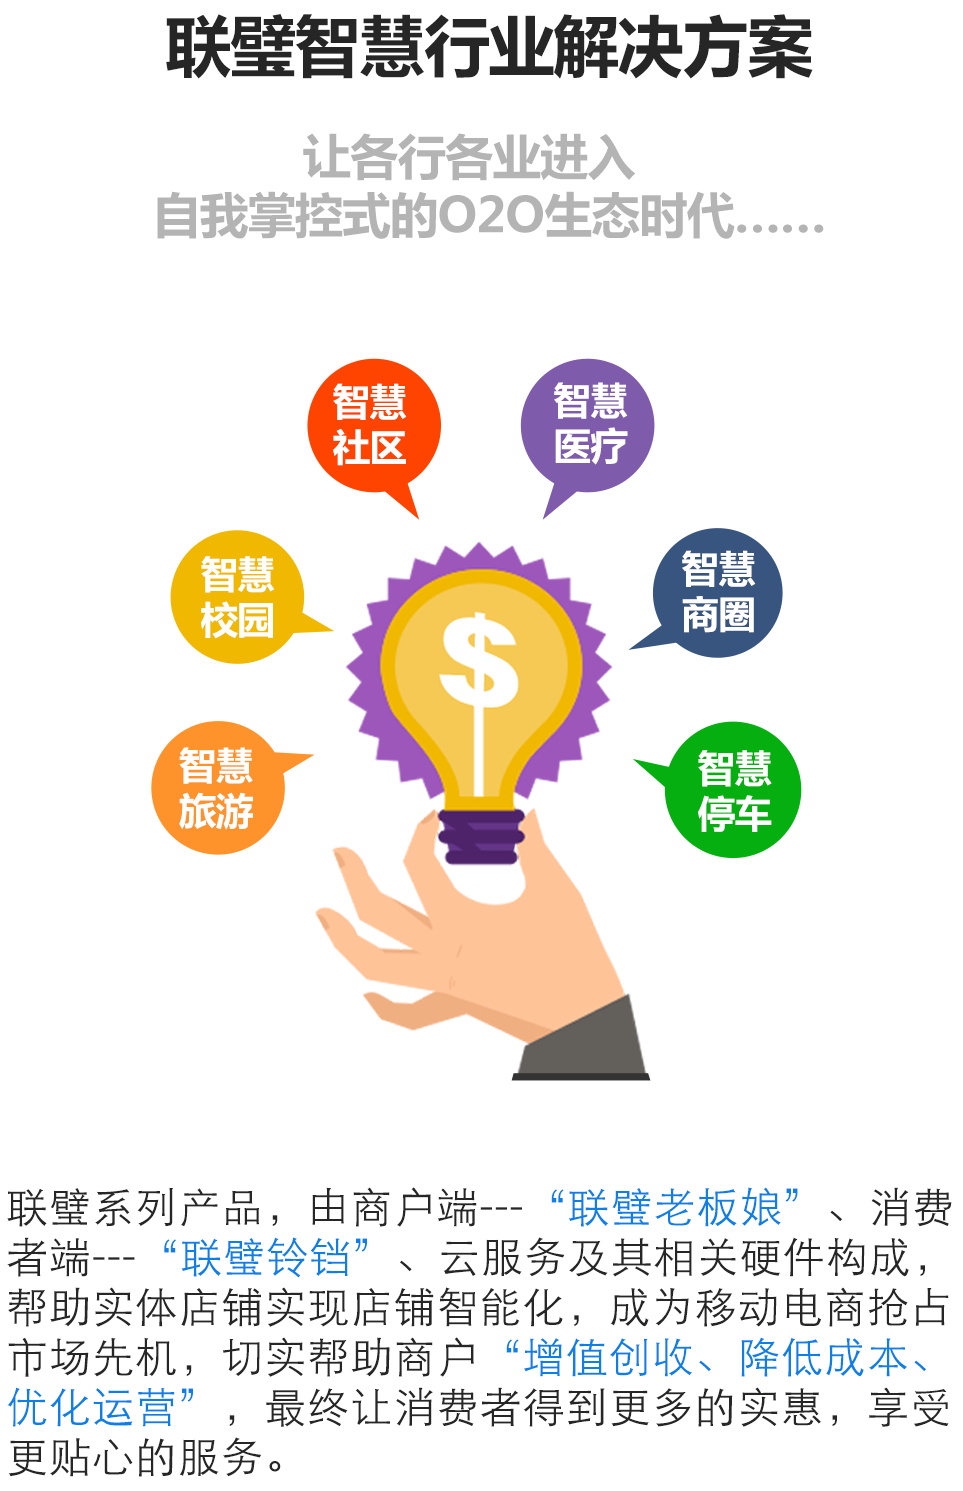 联璧智慧行业解决方案
让各行各业进入
自我掌控式的O2O生态时代......
智慧
社区
智慧
医疗
智慧
校园
智慧
商圈
智慧
旅游
智慧
停车
$
联璧系列产品，由商户端---“联璧老板娘”、消费
者端---“联璧铃铛”、云服务及其相关硬件构成，
帮助实体店铺实现店铺智能化，成为移动电商抢占
市场先机，切实帮助商户“增值创收、降低成本、
优化运营”，最终让消费者得到更多的实惠，享受
更贴心的服务。